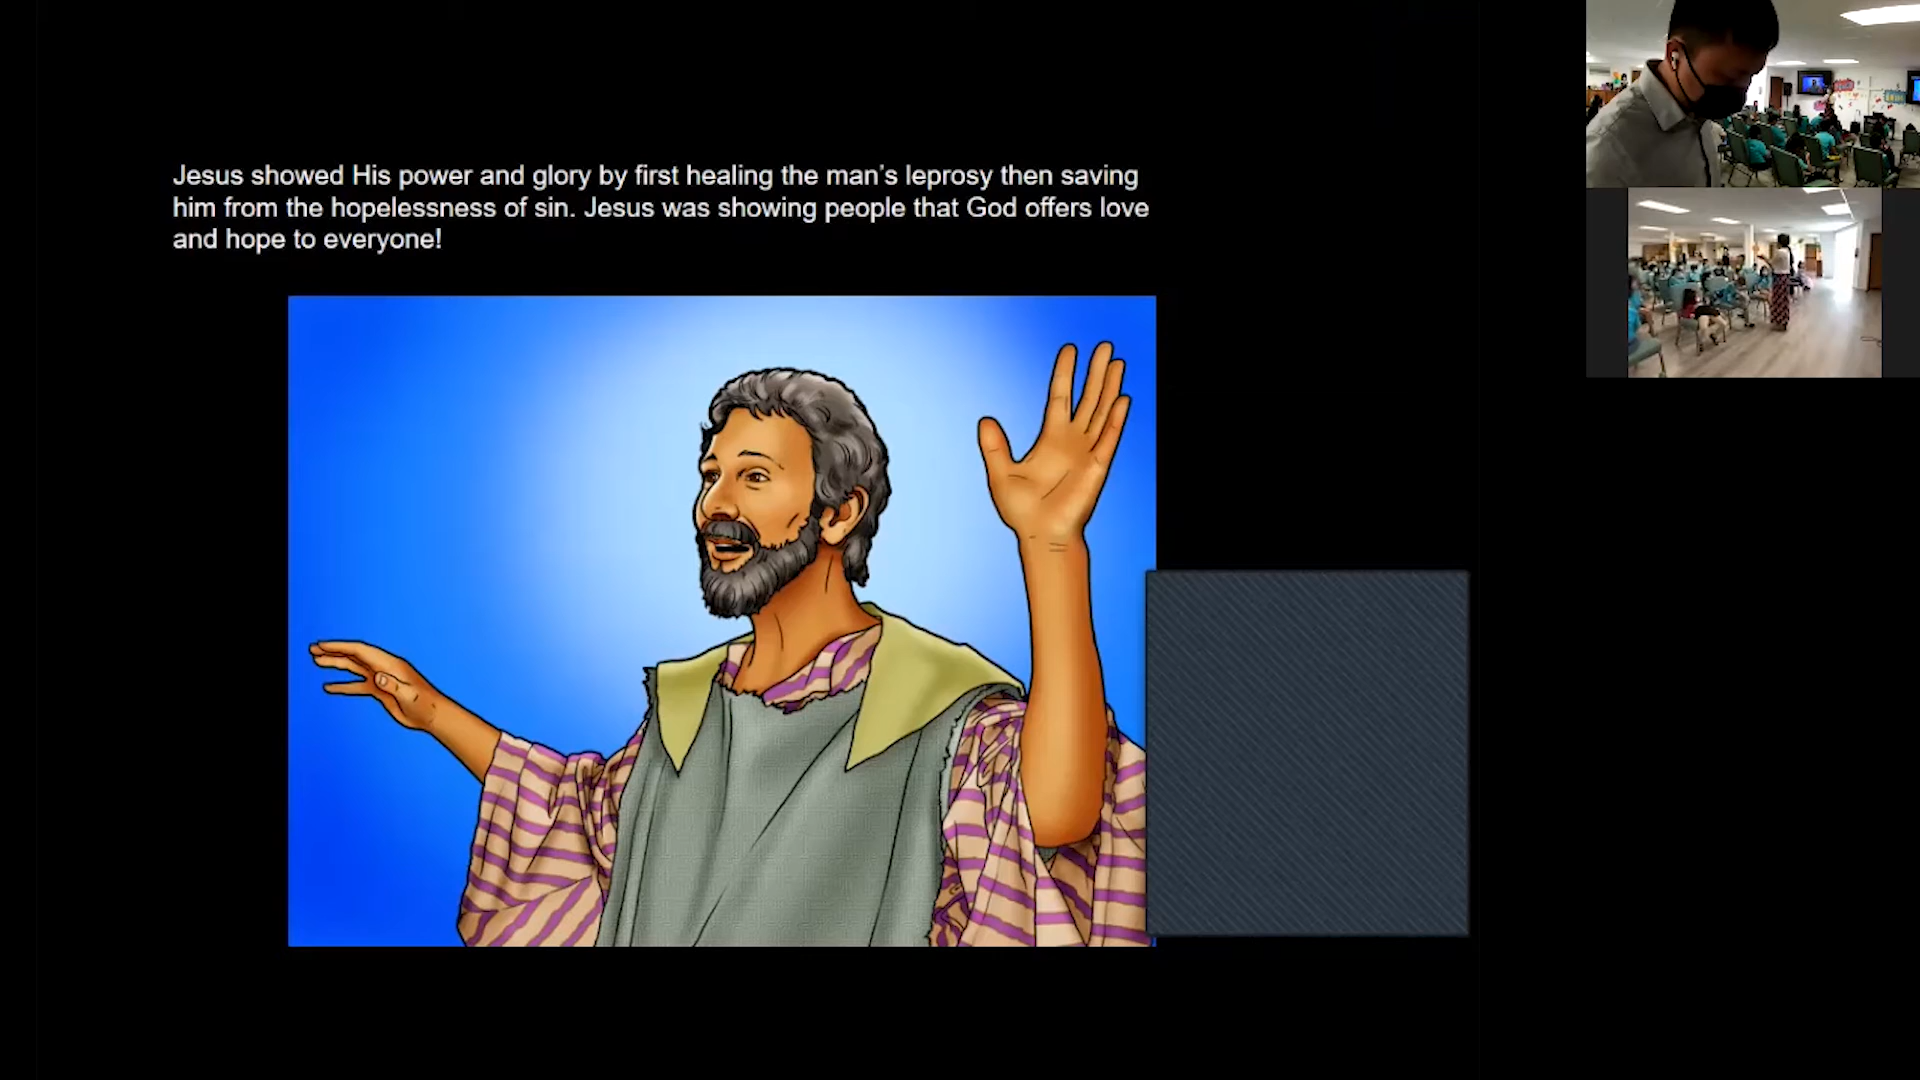 Jesus showed His power and glory by first healing the man’s leprosy then saving
him from the hopelessness of sin. Jesus was showing people that God offers love
and hope to everyone!